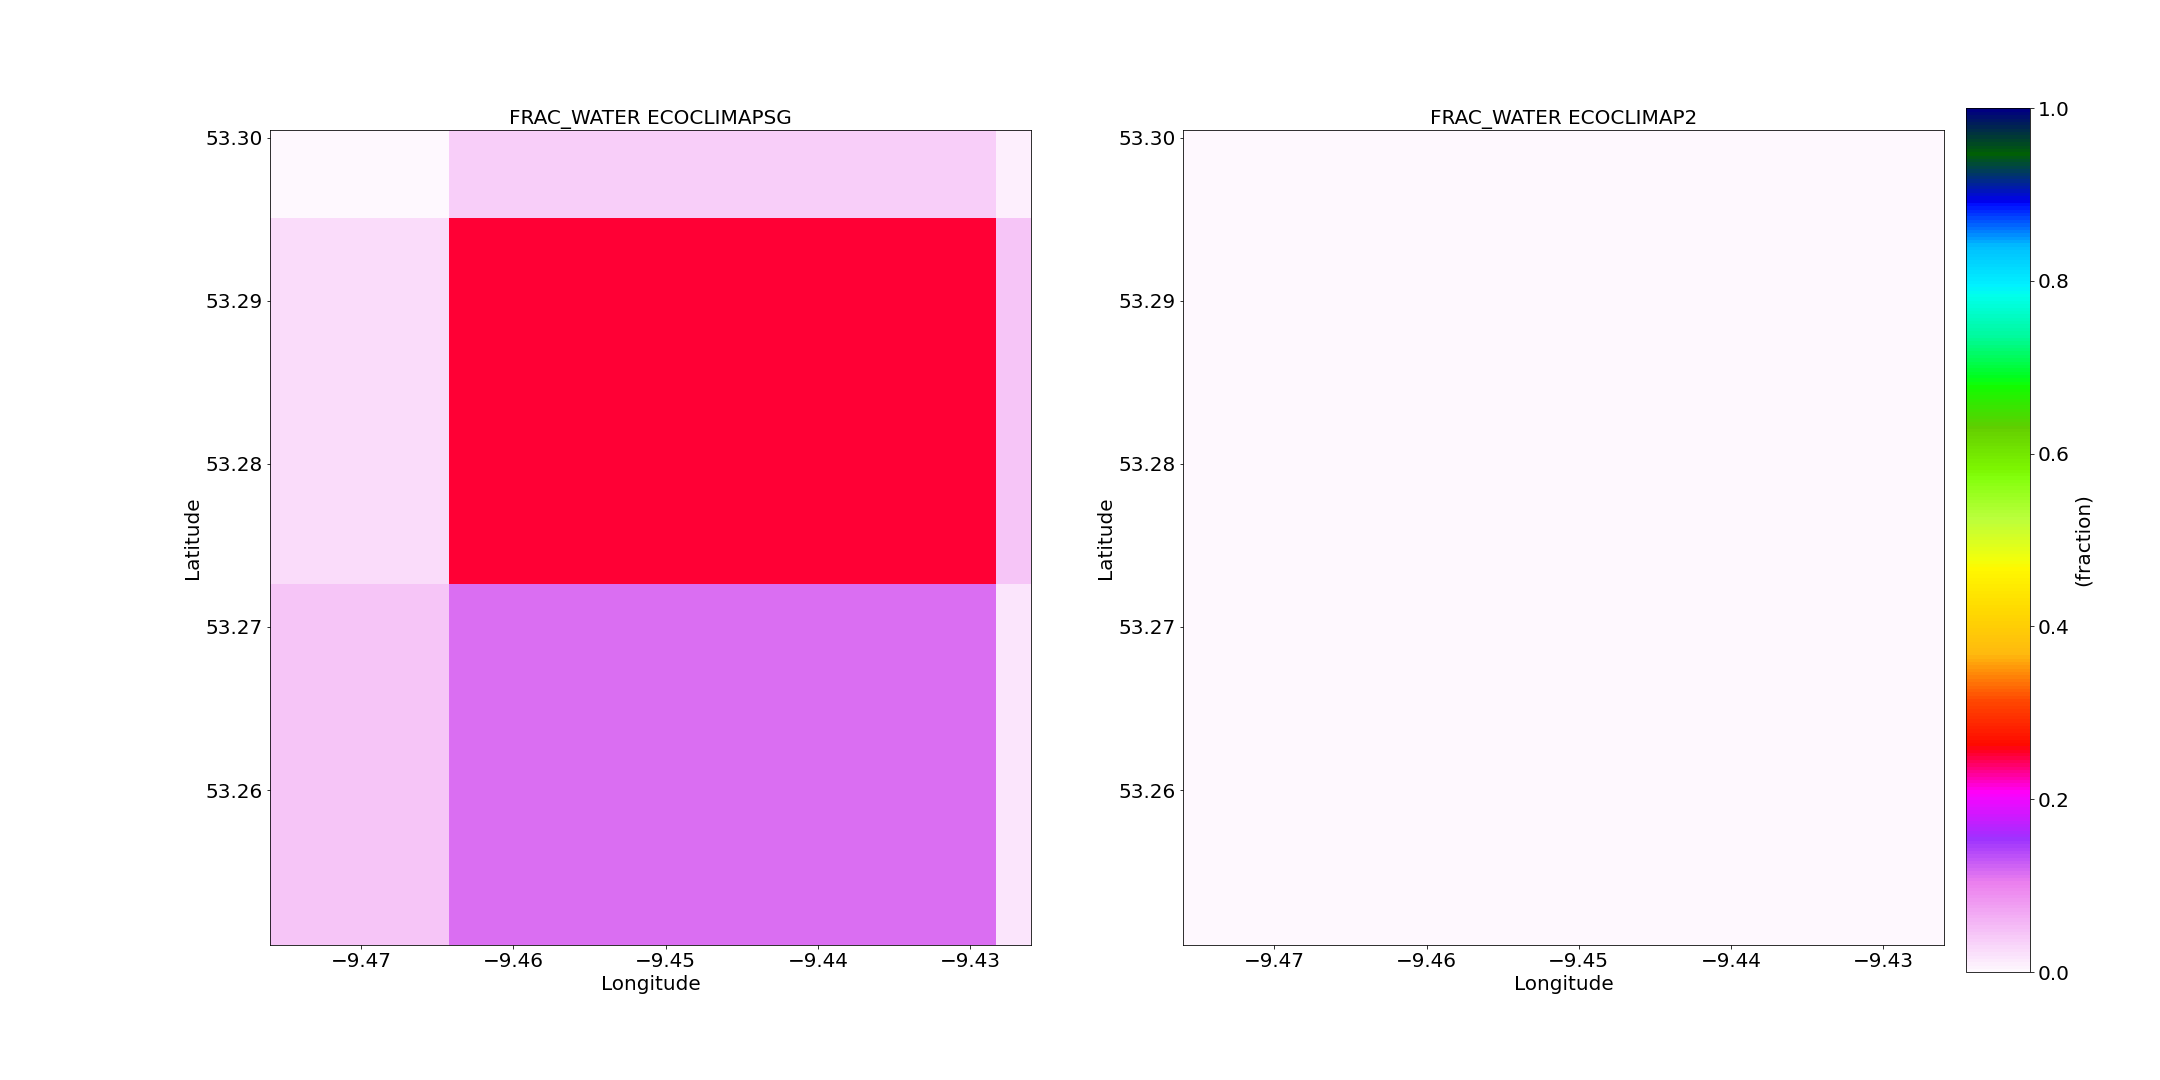 FRAC_WATER ECOCLIMAPSG
53.30
53.29
53.28
53.27
53.26
Latitude
−9.47 −9.46 −9.45 −9.44 −9.43
Longitude
FRAC_WATER ECOCLIMAP2
53.30
53.29
53.28
53.27
53.26
Latitude
−9.47 −9.46 −9.45 −9.44 −9.43
Longitude
1.0
0.8
0.6
0.4
0.2
0.0
(fraction)